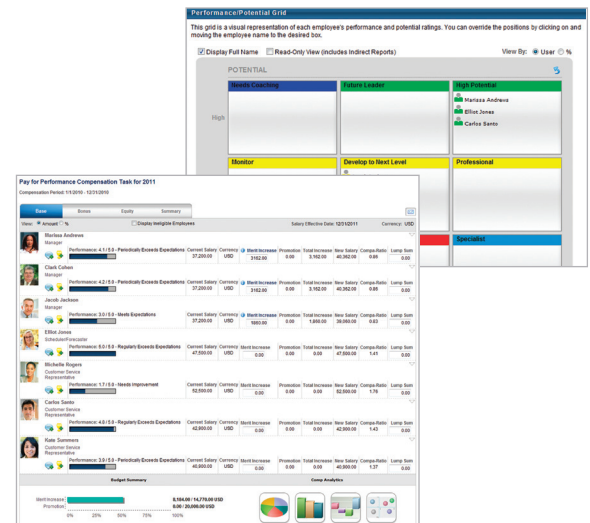 Performance/Potential Grid
This grid is a visual representation of each employee's performance and potential ratings. You can override the positions by clicking on and
moving the employee name to the desired box.
Display Full Name Read-Only View (Includes Indirect Reports) View By: User %
POTENTIAL
Needs Coaching Future Leader High Potential
High
Marissa Andrews
Elliot Jones
Carlos Santo
Monitor Develop to Next Level Professional
Specialist
Pay for Performance Compensation Task for 2011
Compensation Period: 1/1/2010 - 12/31/2010
Base Bonus Equity Summary
View: Amount % Display Ineligible Employees Salary Effective Date: 12/31/2011 Currency: USD
Marissa Andrews
Manager
Performance: 4.1 / 5.0 - Periodically Exceeds Expectations Current Salary Currency Merit Increase Promotion Total Increase New Salary Compa-Ratio Lump Sum
37,200.00 USD 3162.00 0.00 3,162.00 40,362.00 0.86 0.00
Clark Cohen
Manager
Performance: 4.2 / 5.0 - Periodically Exceeds Expectations Current Salary Currency Merit Increase Promotion Total Increase New Salary Compa-Ratio Lump Sum
37,200.00 USD 3162.00 0.00 3,162.00 40,362.00 0.86 0.00
Jacob Jackson
Manager
Performance: 3.0 / 5.0 - Meets Expectations Current Salary Currency Merit Increase Promotion Total Increase New Salary Compa-Ratio Lump Sum
37,200.00 USD 0.00 0.83 0.00
Elliot Jones
Scheduler/Forecaster
Performance: 5.0 / 5.0 - Regularly Exceeds Expectations Current Salary Currency Merit Increase Promotion Total Increase New Salary Compa-Ratio Lump Sum
47,500.00 USD 0.00 0.00 0.00 47,500.00 1.41 0.00
Michelle Rogers
Customer Service
Representative
Performance: 1.7 / 5.0 - Needs Improvement Current Salary Currency Merit Increase Promotion Total Increase New Salary Compa-Ratio Lump Sum
52,500.00 USD 0.00 0.00 0.00 52,500.00 1.76 0.00
Carlos Santo
Customer Service
Representative
Performance: 4.8 / 5.0 - Regularly Exceeds Expectations Current Salary Currency Merit Increase Promotion Total Increase New Salary Compa-Ratio Lump Sum
42,800.00 USD 0.00 0.00 0.00 42,800.00 1.43 0.00
Kate Summers
Customer Service
Representative
Performance: 3.9 / 5.0 - Periodically Exceeds Expectations Current Salary Currency Merit Increase Promotion Total Increase New Salary Compa-Ratio Lump Sum
40,800.00 USD 0.00 0.00 0.00 40,800.00 1.37 0.00
Budget Summary Comp Analytics
Merit Increase 8,184.00 / 14,770.00 USD
Promotion 0.00 / 20,000.00 USD
0% 25% 50% 75% 100%